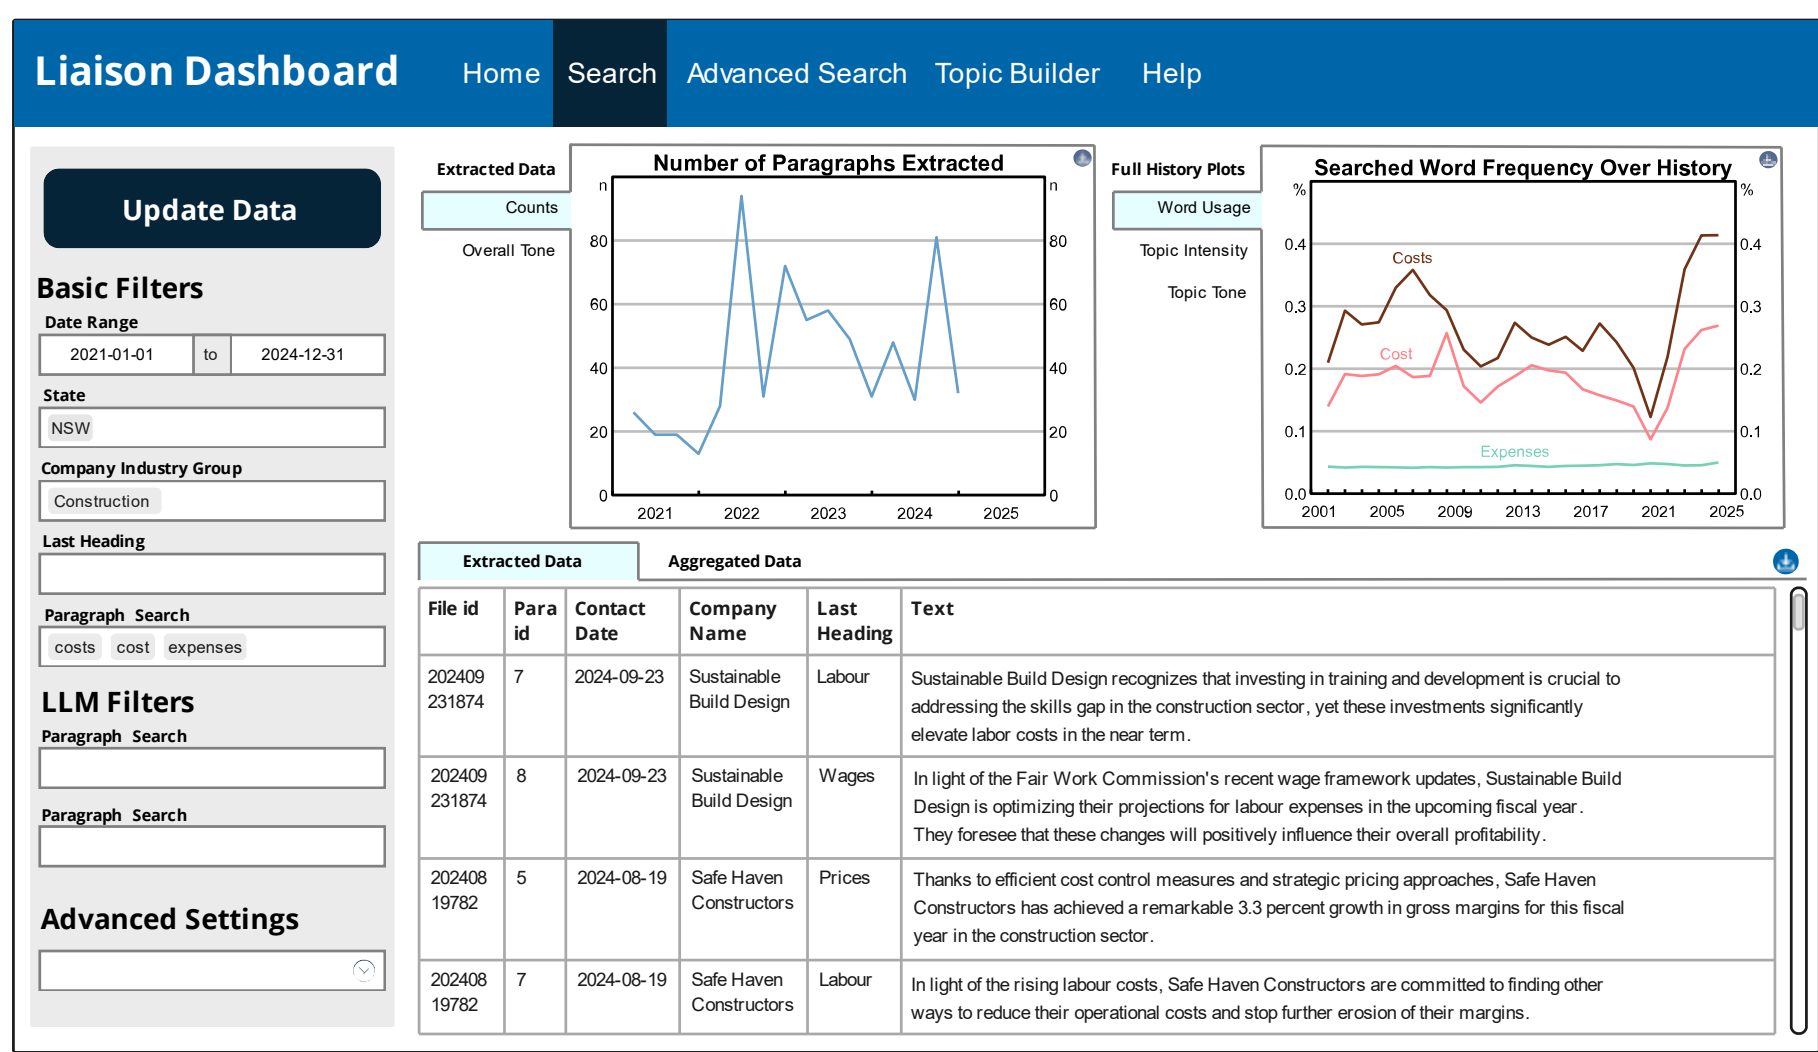 Liaison Dashboard
Home
Search
Advanced Search
Topic Builder
Help
Update Data
Basic Filters
Date Range
2021-01-01 to 2024-12-31
State
NSW
Company Industry Group
Construction
Last Heading
Paragraph Search
costs cost expenses
LLM Filters
Paragraph Search
Paragraph Search
Advanced Settings
Extracted Data
Counts
Overall Tone
Number of Paragraphs Extracted
n n
80 80
60 60
40 40
20 20
0 0
2021 2022 2023 2024 2025
Full History Plots
Word Usage
Topic Intensity
Topic Tone
Searched Word Frequency Over History
% %
0.4 0.4
Costs
0.3 0.3
Cost
0.2 0.2
0.1 0.1
Expenses
0.0 0.0
2001 2005 2009 2013 2017 2021 2025
Extracted Data
Aggregated Data
File id
Para
id
Contact
Date
Company
Name
Last
Heading
Text
202409
231874
7
2024-09-23
Sustainable
Build Design
Labour
Sustainable Build Design recognizes that investing in training and development is crucial to
addressing the skills gap in the construction sector, yet these investments significantly
elevate labor costs in the near term.
202409
231874
8
2024-09-23
Sustainable
Build Design
Wages
In light of the Fair Work Commission's recent wage framework updates, Sustainable Build
Design is optimizing their projections for labour expenses in the upcoming fiscal year.
They foresee that these changes will positively influence their overall profitability.
202408
19782
5
2024-08-19
Safe Haven
Constructors
Prices
Thanks to efficient cost control measures and strategic pricing approaches, Safe Haven
Constructors has achieved a remarkable 3.3 percent growth in gross margins for this fiscal
year in the construction sector.
202408
19782
7
2024-08-19
Safe Haven
Constructors
Labour
In light of the rising labour costs, Safe Haven Constructors are committed to finding other
ways to reduce their operational costs and stop further erosion of their margins.